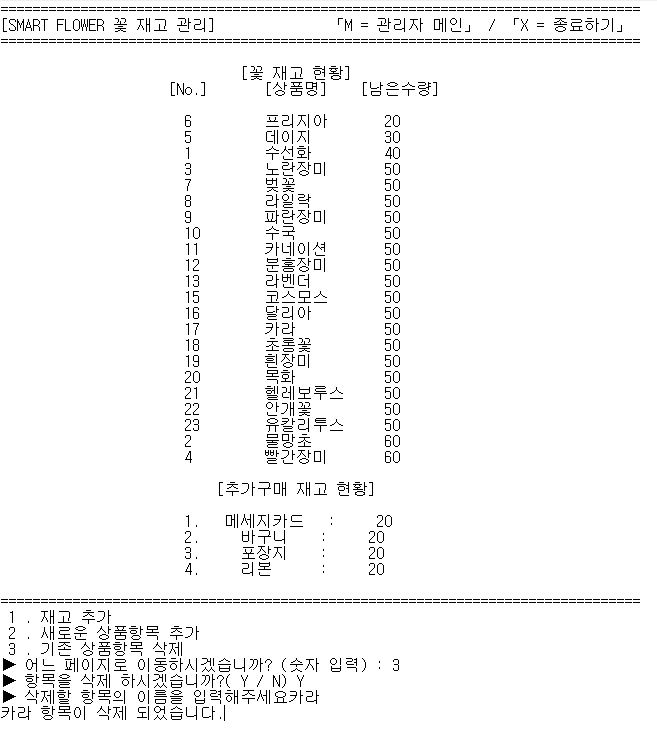 [SMART FLOWER 꽃 재고 관리] 「M = 관리자 메인」 / 「X = 종료하기」
[꽃 재고 현황]
[No.] [상품명] [남은수량]
6 프리지아 20
5 데이지 30
1 수선화 40
3 노란장미 50
7 벚꽃 50
8 라일락 50
9 파란장미 50
10 수국 50
11 카네이션 50
12 분홍장미 50
13 라벤더 50
15 코스모스 50
16 달리아 50
17 카라 50
18 초롱꽃 50
19 흰장미 50
20 목화 50
21 헬레보루스 50
22 안개꽃 50
23 유칼리투스 50
2 물망초 60
4 빨간장미 60
[추가구매 재고 현황]
1. 메세지카드 : 20
2. 바구니 : 20
3. 포장지 : 20
4. 리본 : 20
1 . 재고 추가
2 . 새로운 상품항목 추가
3 . 기존 상품항목 삭제
▶ 어느 페이지로 이동하시겠습니까? (숫자 입력) : 3
▶ 항목을 삭제 하시겠습니까?( Y / N) Y
▶ 삭제할 항목의 이름을 입력해주세요카라
카라 항목이 삭제 되었습니다.